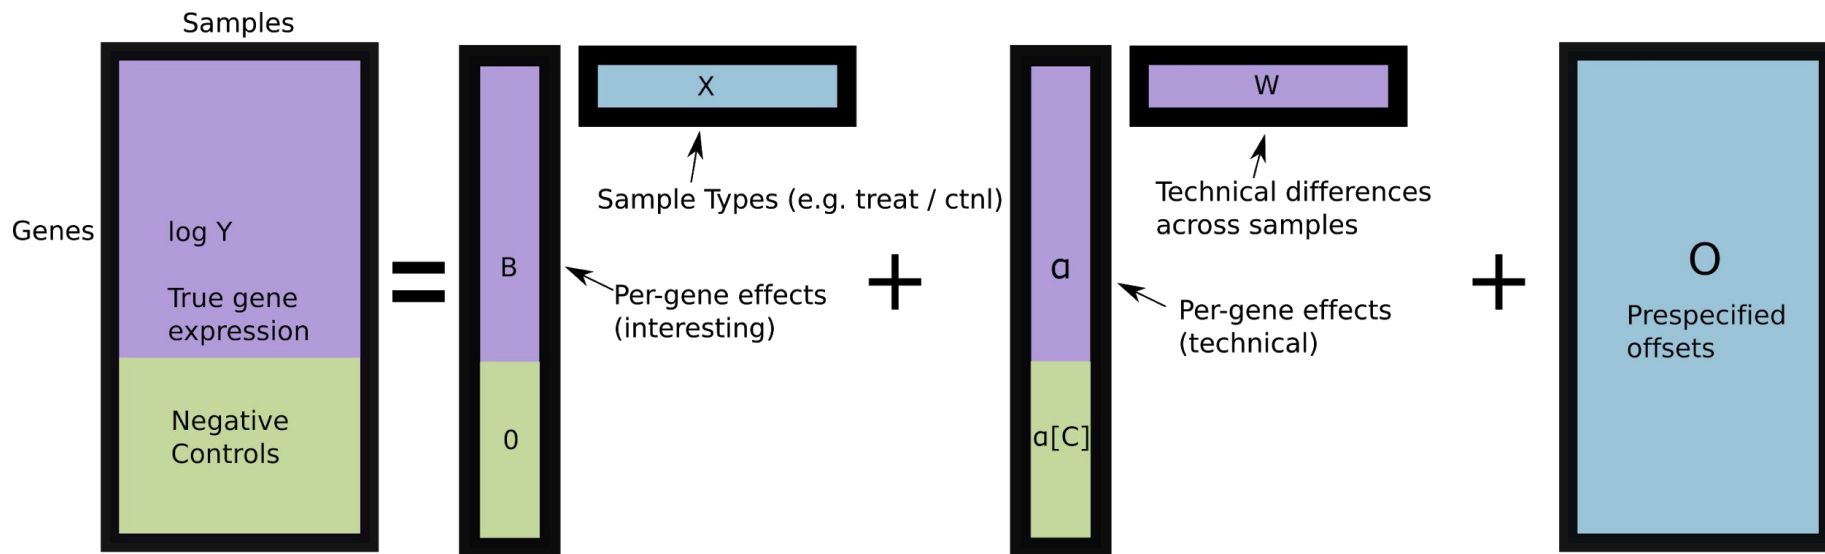 Samples
Genes
log Y
True gene
expression
Negative
Controls
=
B
0
X
Sample Types (e.g. treat / ctnl)
Per-gene effects
(interesting)
+
ɑ
ɑ[C]
W
Technical differences
across samples
Per-gene effects
(technical)
+
O
Prespecified
offsets